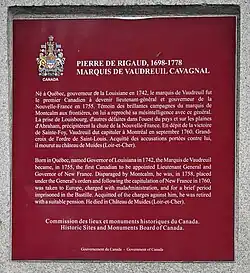 CANADA
PIERRE DE RIGAUD, 1698-1778
MARQUIS DE VAUDREUIL CAVAGNAL
Né à Québec, gouverneur de la Louisiane en 1742, le marquis de Vaudreuil fut
le premier Canadien à devenir lieutenant-général et gouverneur de la
Nouvelle-France en 1755. Témoin des brillantes campagnes du marquis de
Montcalm aux frontières, on lui a reproché sa mésintelligence avec ce dernier.
La prise de Louisbourg, d'autres défaites dans l'ouest du pays et sur les plaines
d'Abraham précipitèrent la chute de la Nouvelle-France. En dépit de la victoire
de Sainte-Foy, Vaudreuil dut capituler à Montréal en septembre 1760. Grand-
croix de l'ordre de Saint-Louis. Acquitté des accusations portées contre lui,
il mourut au château de Muides (Loir-et-Cher).
Born in Québec, named Governor of Louisiana in 1742, the Marquis de Vaudreuil
became, in 1755, the first Canadian to be appointed Lieutenant General and
Governor of New France. Disparaged by Montcalm, he was, in 1758, placed
under the General's orders and following the capitulation of New France in 1760,
was taken to Europe, charged with maladministration, and for a brief period
imprisoned in the Bastille. Acquitted of the charges against him, he was retired
with a suitable pension. He died in Château de Muides (Loir-et-Cher).
Commission des lieux et monuments historiques du Canada.
Historic Sites and Monuments Board of Canada.
Gouvernement du Canada - Government of Canada